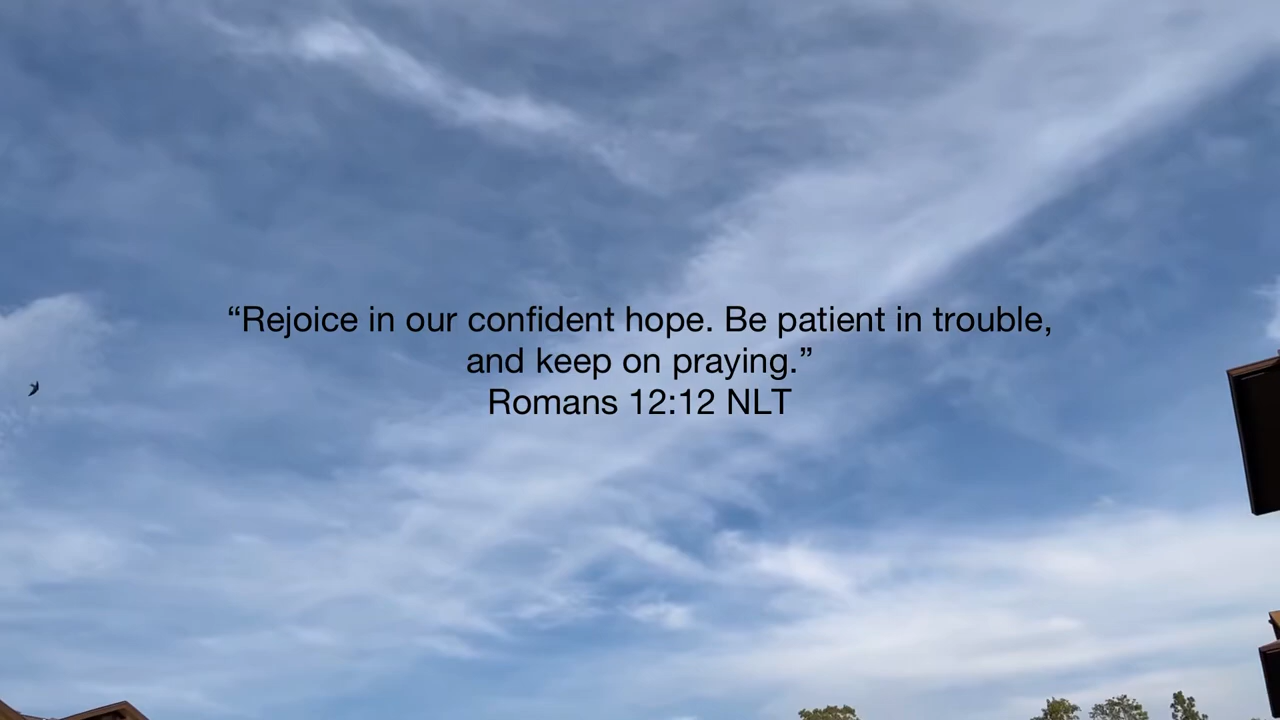 “Rejoice in our confident hope. Be patient in trouble,
and keep on praying.”
Romans 12:12 NLT